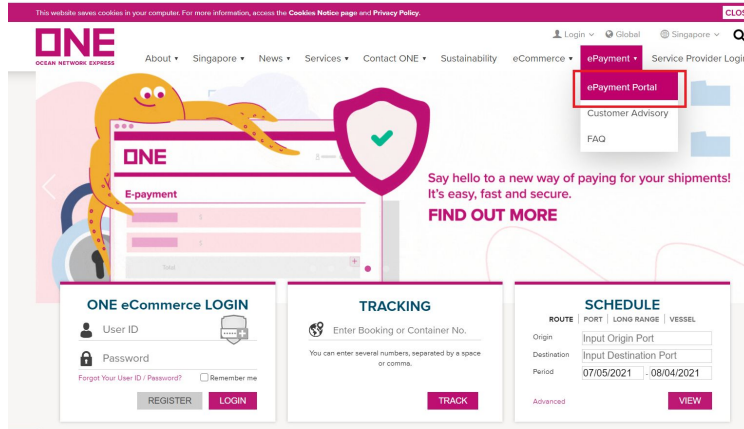 This website saves cookies in your computer. For more information, access the Cookies Notice page and Privacy Policy.
CLOS
ONE
OCEAN NETWORK EXPRESS
Login Global Singapore
About Singapore News Services Contact ONE Sustainability eCommerce ePayment Service Provider Login
ePayment Portal
Customer Advisory
FAQ
ONE
E-payment
Total
Say hello to a new way of paying for your shipments!
It's easy, fast and secure.
FIND OUT MORE
ONE eCommerce LOGIN
User ID
Password
Forgot Your User ID / Password? Remember me
REGISTER LOGIN
TRACKING
Enter Booking or Container No.
You can enter several numbers, separated by a space
or comma.
TRACK
SCHEDULE
ROUTE | PORT | LONG RANGE | VESSEL
Origin Input Origin Port
Destination Input Destination Port
Period 07/05/2021 - 08/04/2021
Advanced VIEW